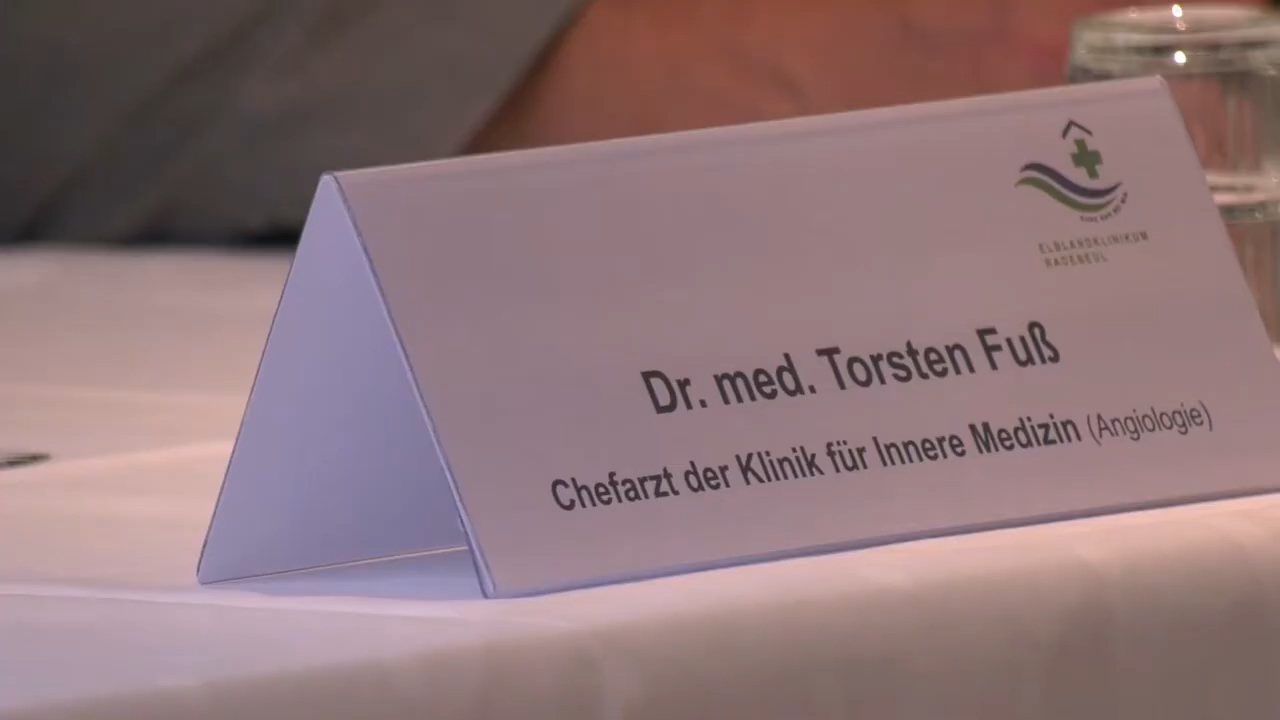 ELBLANDKLINIKUM
RADEBEUL
Dr. med. Torsten Fuß
Chefarzt der Klinik für Innere Medizin (Angiologie)